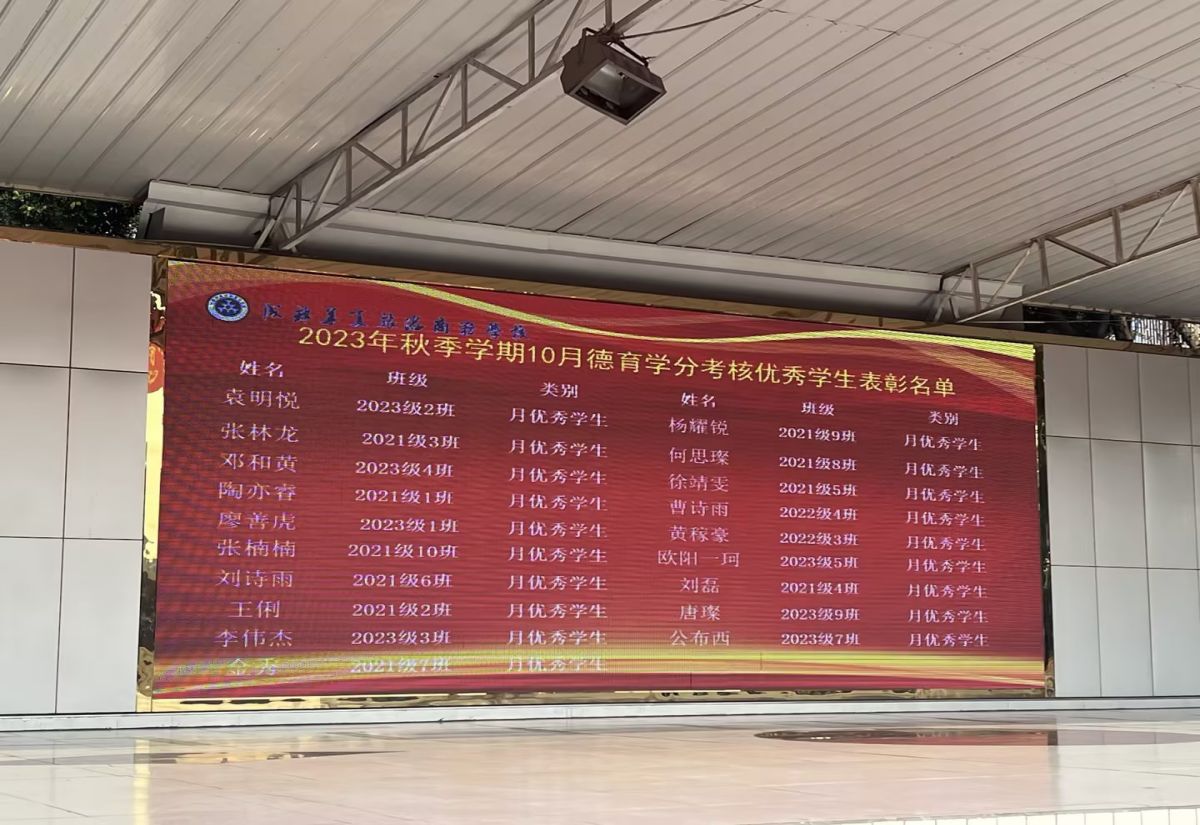 2023年秋季学期10月德育学分考核优秀学生表彰名单
姓名 班级 类别 姓名 班级 类别
袁明悦 2023级2班 月优秀学生 杨耀锐 2021级9班 月优秀学生
张林龙 2021级3班 月优秀学生 何思璨 2021级8班 月优秀学生
邓和黄 2023级4班 月优秀学生 徐靖雯 2021级5班 月优秀学生
陶亦睿 2021级1班 月优秀学生 曹诗雨 2022级4班 月优秀学生
廖善虎 2023级1班 月优秀学生 黄稼豪 2022级3班 月优秀学生
张楠楠 2021级10班 月优秀学生 欧阳一珂 2023级5班 月优秀学生
刘诗雨 2021级6班 月优秀学生 刘磊 2021级4班 月优秀学生
王俐 2021级2班 月优秀学生 唐璨 2023级9班 月优秀学生
李伟杰 2023级3班 月优秀学生 公布西 2023级7班 月优秀学生
金秀 2021级7班 月优秀学生